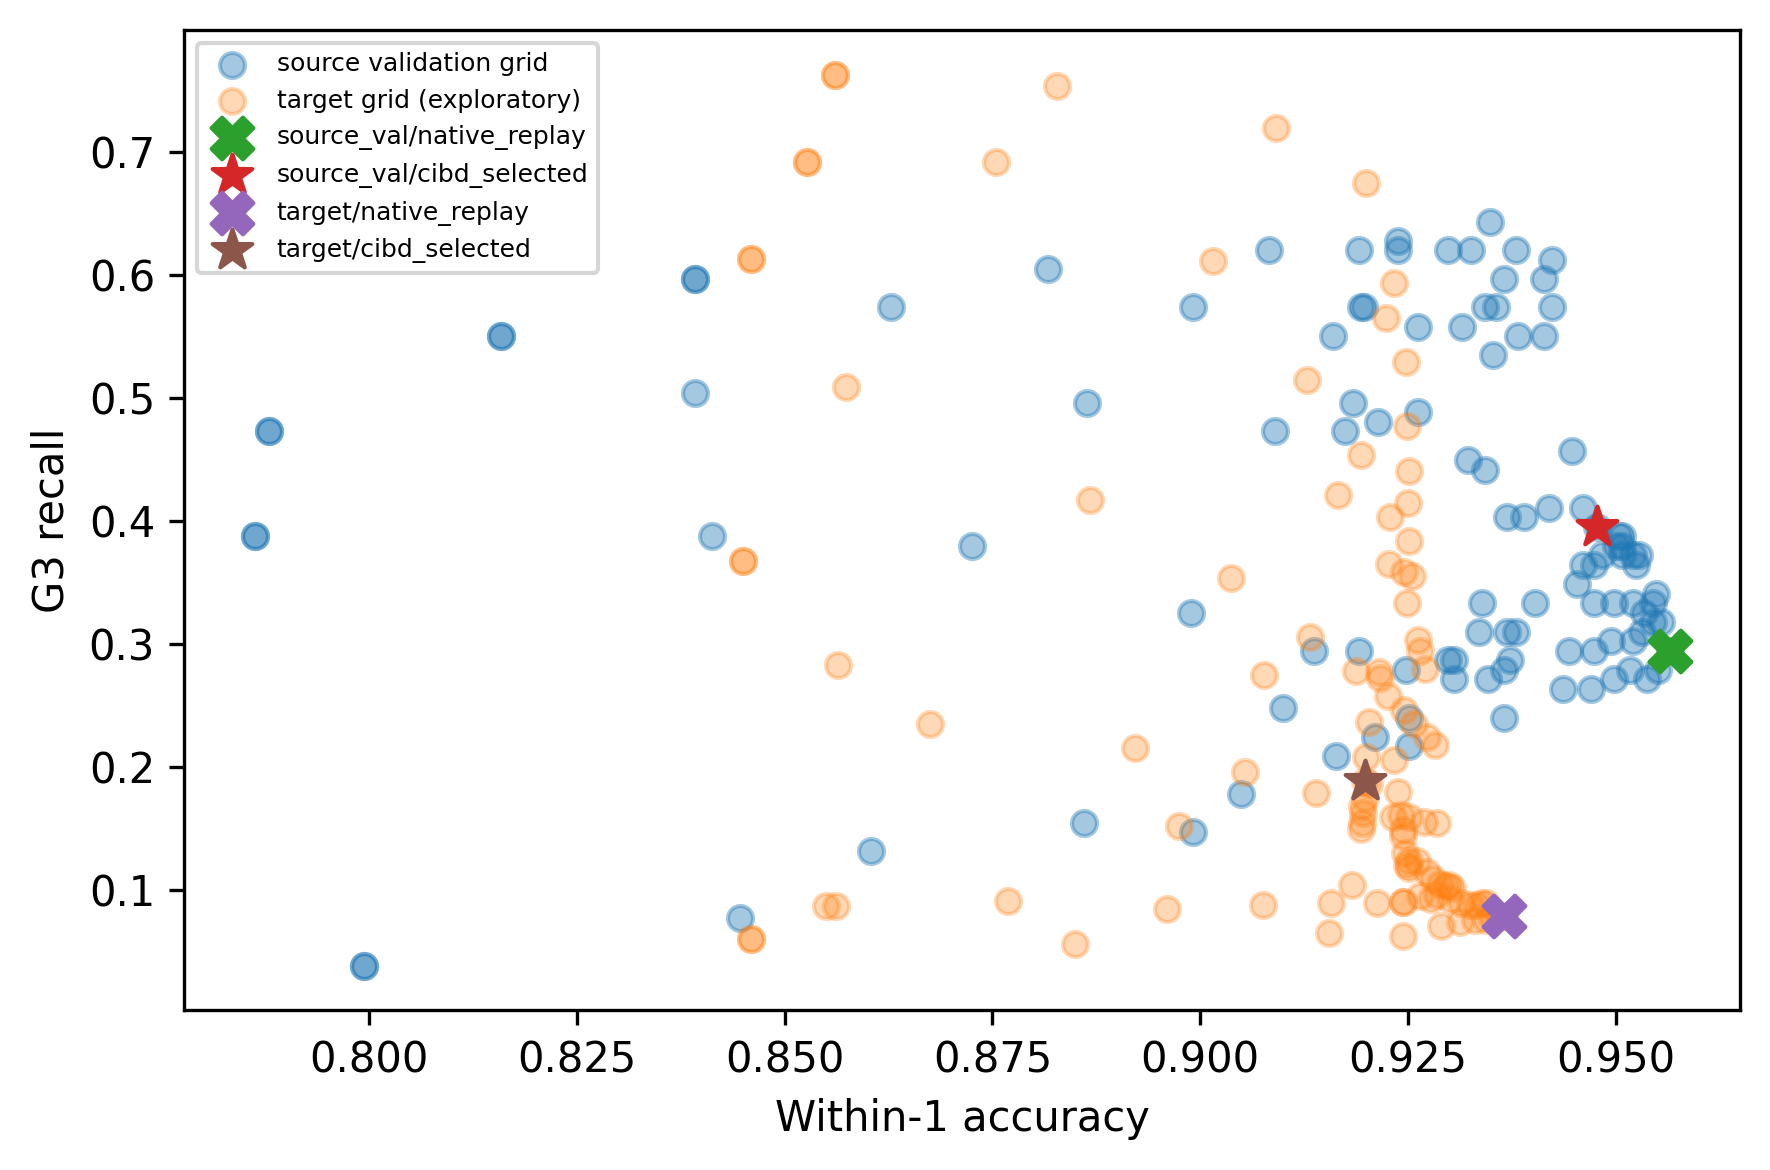 source validation grid
target grid (exploratory)
source_val/native_replay
source_val/cibd_selected
target/native_replay
target/cibd_selected
G3 recall
0.7
0.6
0.5
0.4
0.3
0.2
0.1
0.800 0.825 0.850 0.875 0.900 0.925 0.950
Within-1 accuracy